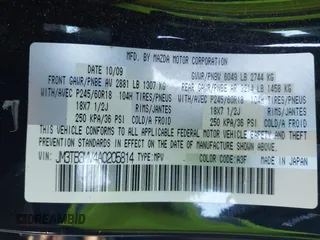 MFD. BY MAZDA MOTOR CORPORATION
DATE 10/09 GVWR/PNBV 6049 LB 2744 KG
FRONT GAWR/PNBE AV 2881 LB 1307 KG
WITH/AVEC P245/60R18 104H TIRES/PNEUS
18X7 1/2J RIMS/JANTES
250 KPA/36 PSI COLD/A FROID
REAR GAWR/PNBE AR LB 1458 KG
WITH/AVEC P245/60R18 104H TIRES/PNEUS
18X7 1/2J RIMS/JANTES
250 KPA/36 PSI COLD/A FROID
THIS VEHICLE CONFORMS TO ALL APPLICABLE FEDERAL MOTOR VEHICLE SAFETY BUMPER AND THEFT PREVENTION STANDARDS IN EFFECT ON THE DATE OF MANUFACTURE SHOWN ABOVE.
TYPE:MPV
COLOR: A3F MADE IN JAPAN
© DEALERBID.IN